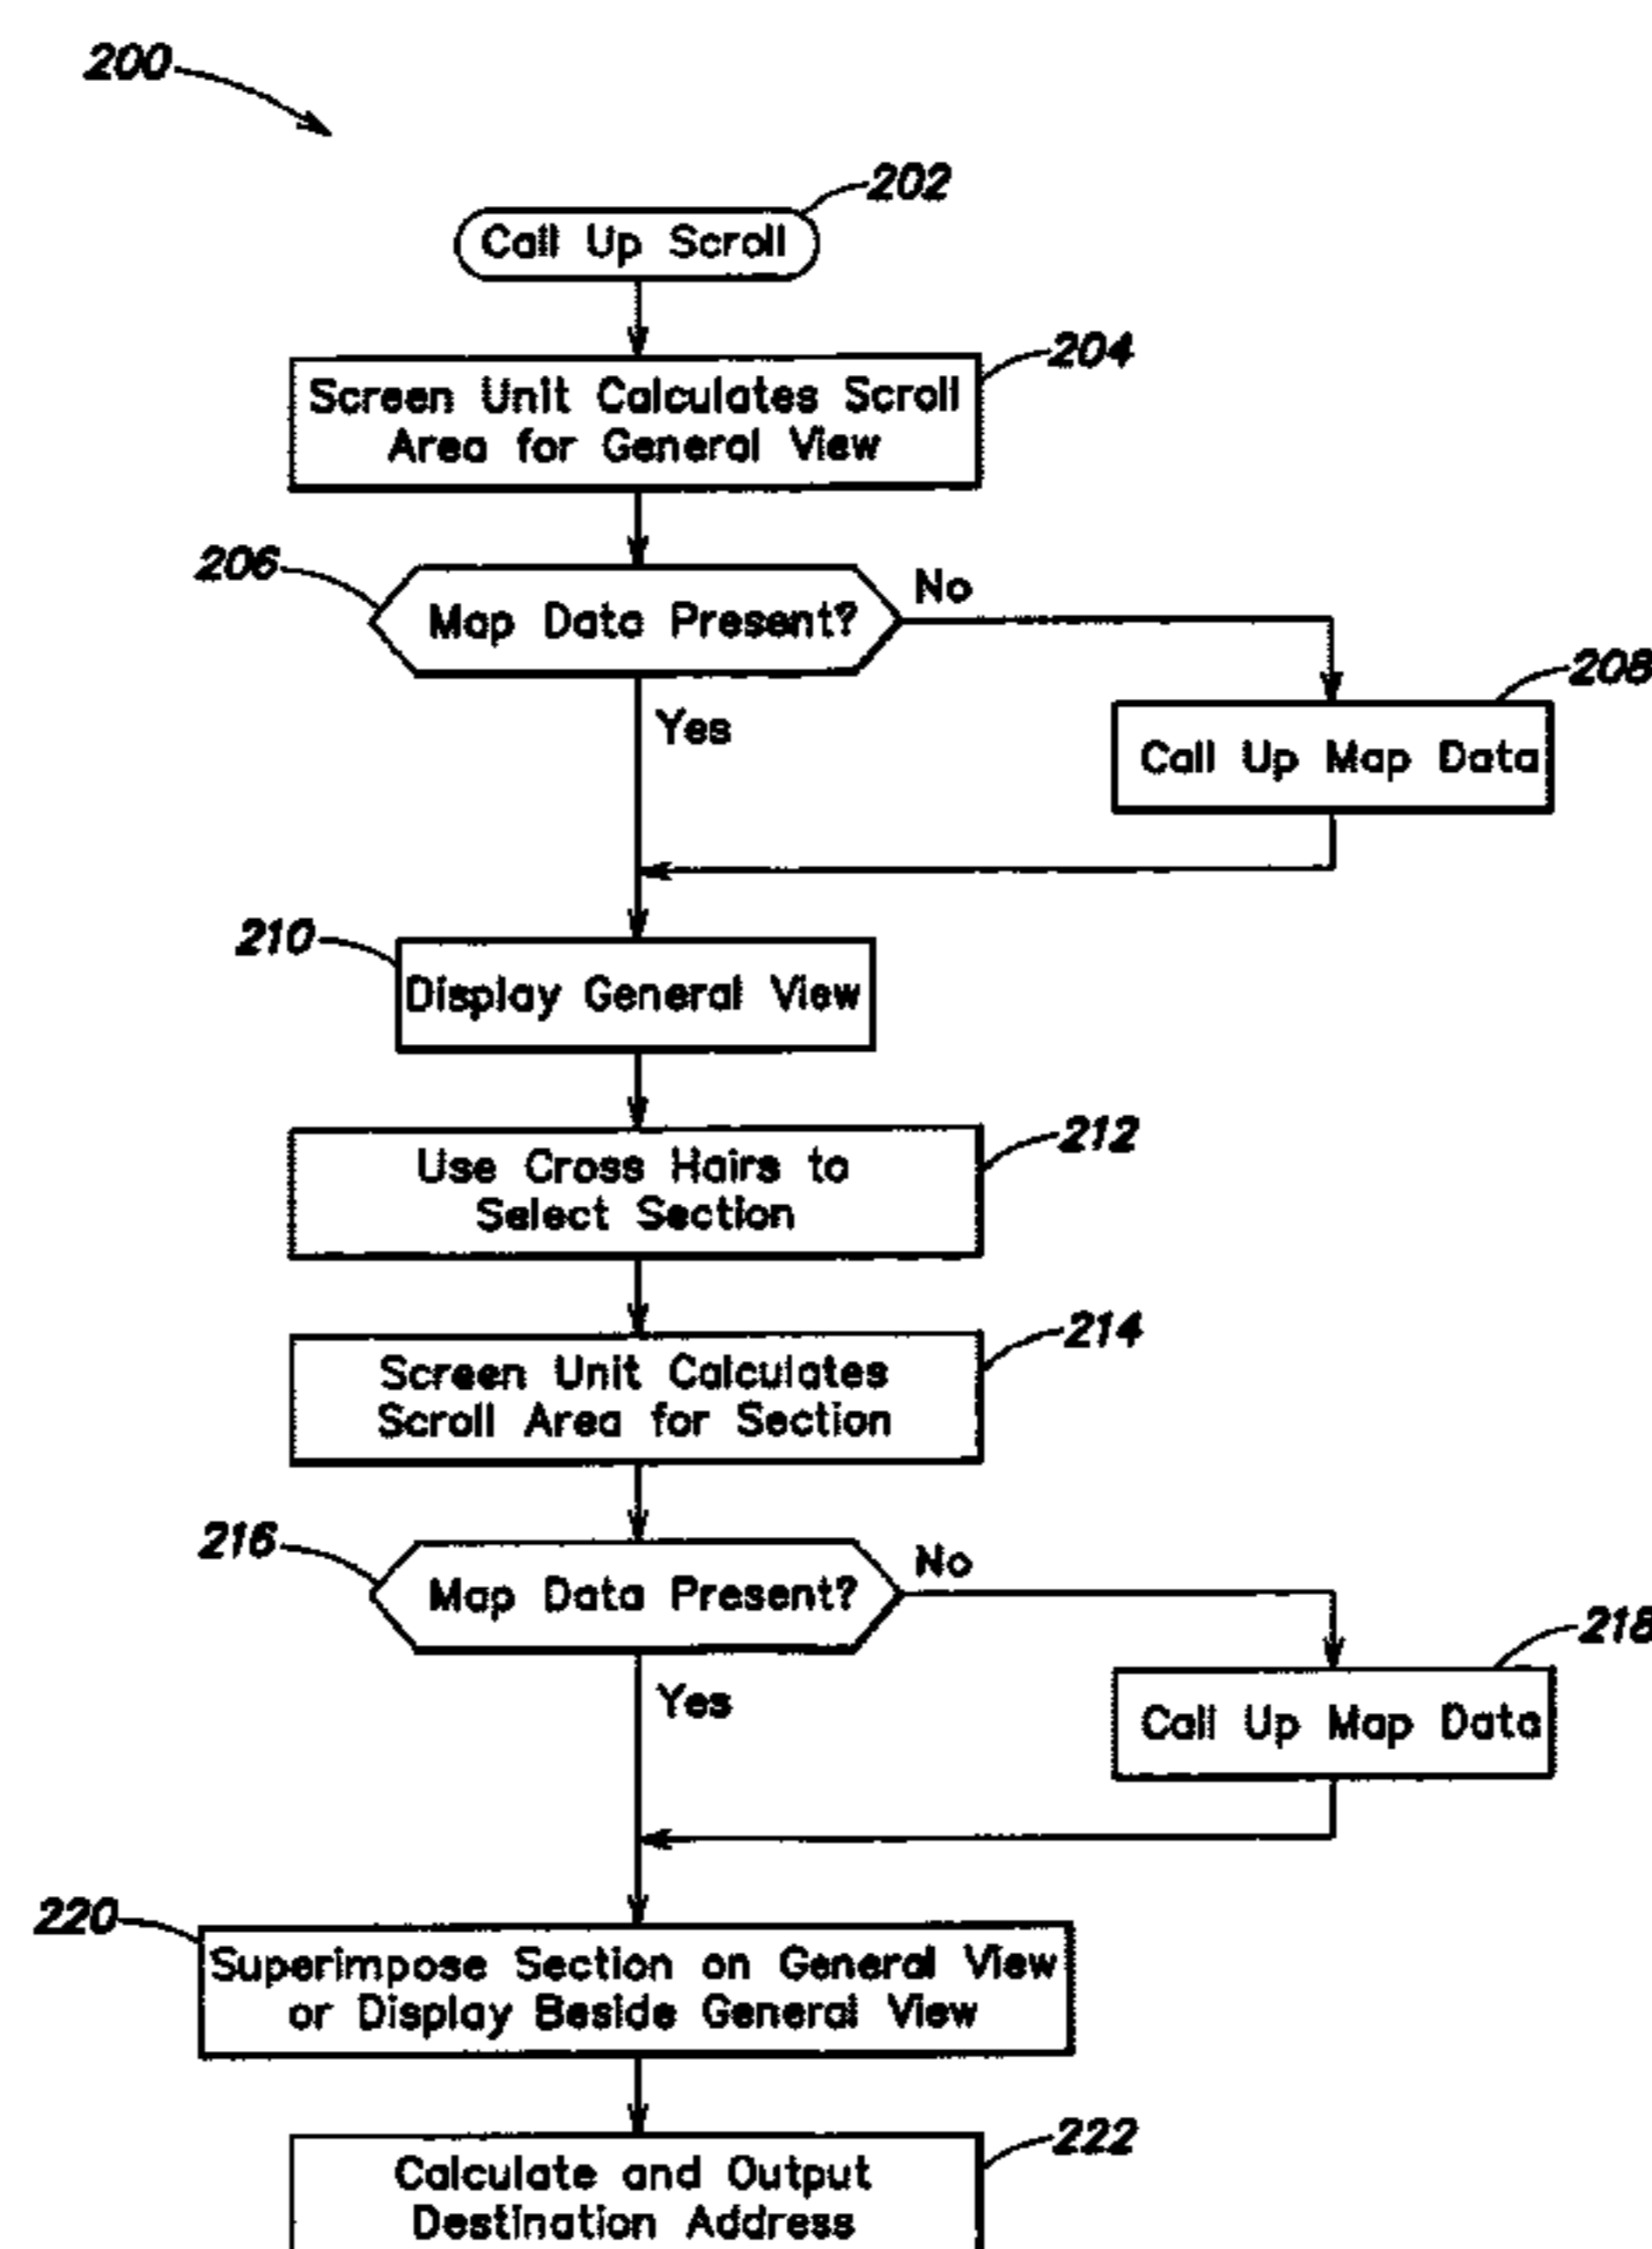 200
202
Call Up Scroll
204
Screen Unit Calculates Scroll
Area for General View
206
Map Data Present?
No
208
Yes
Call Up Map Data
210
Display General View
212
Use Cross Hairs to
Select Section
214
Screen Unit Calculates
Scroll Area for Section
216
Map Data Present?
No
218
Yes
Call Up Map Data
220
Superimpose Section on General View
or Display Beside General View
222
Calculate and Output
Destination Address